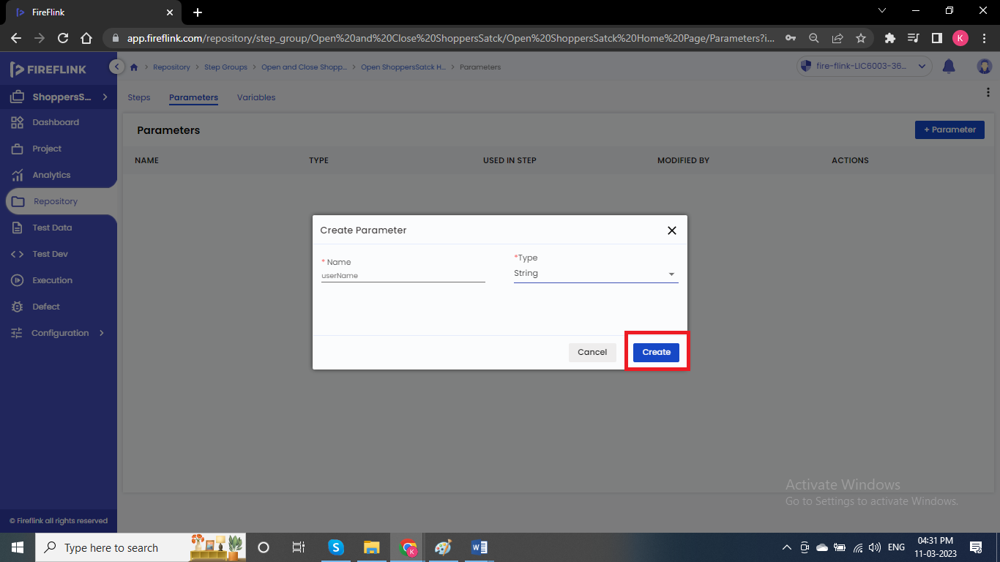 FireFlink
app.fireflink.com/repository/step_group/Open%20and%20Close%20ShoppersSatck/Open%20ShoppersSatck%20Home%20Page/Parameters?i...
K
FIREFLINK
Repository > Step Groups > Open and Close Shopp... > Open ShoppersSatck H... > Parameters
fire-flink-LIC6003-36...
ShoppersS...
Steps Parameters Variables
Dashboard
Project
Analytics
Repository
Test Data
Test Dev
Execution
Defect
Configuration
Parameters
+ Parameter
NAME TYPE USED IN STEP MODIFIED BY ACTIONS
Create Parameter
* Name
userName
*Type
String
Cancel Create
Activate Windows
Go to Settings to activate Windows.
© Fireflink all rights reserved
Type here to search
S
K
W
ENG
04:31 PM
11-03-2023